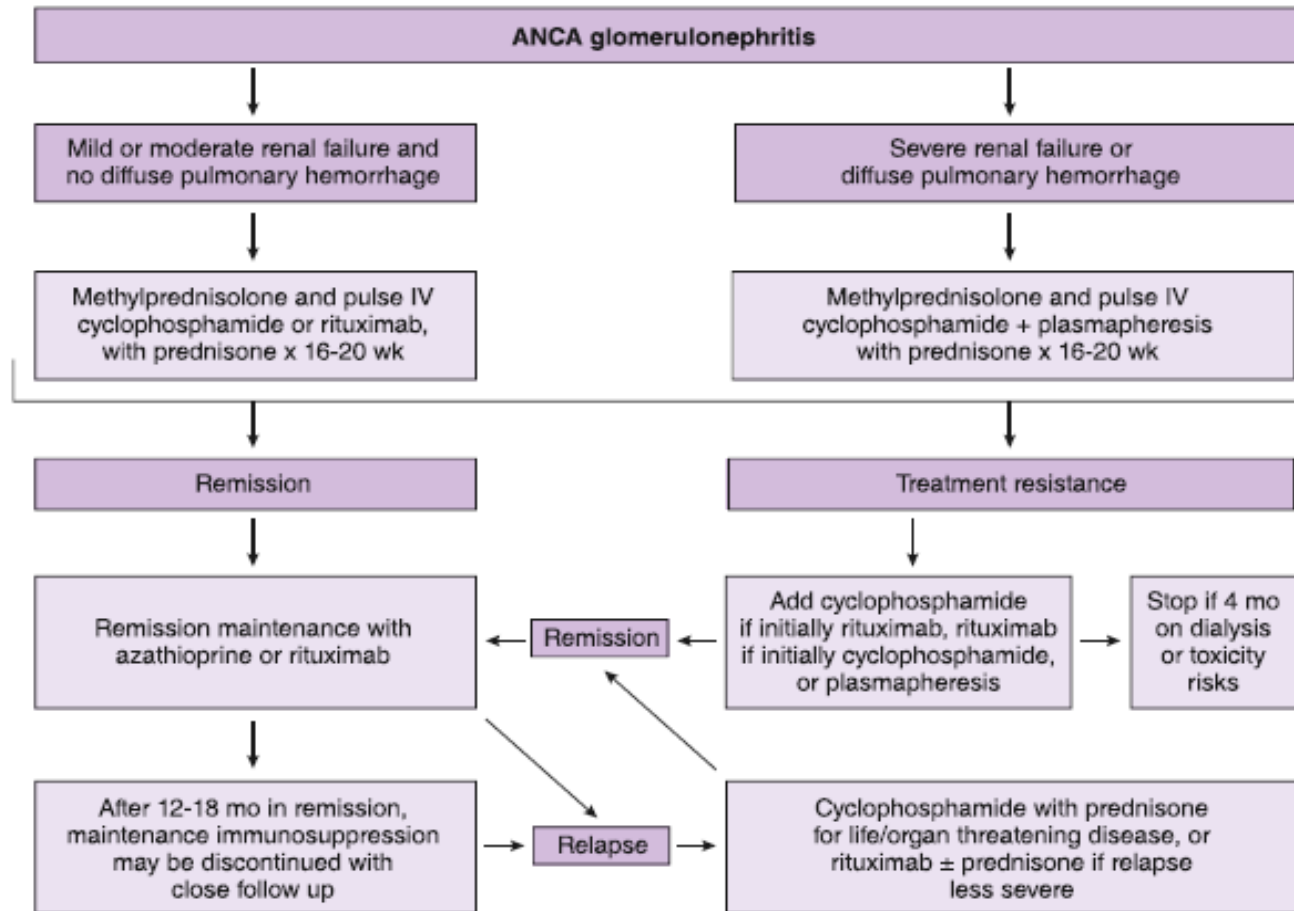 ANCA glomerulonephritis
Mild or moderate renal failure and
no diffuse pulmonary hemorrhage
Severe renal failure or
diffuse pulmonary hemorrhage
Methylprednisolone and pulse IV
cyclophosphamide or rituximab,
with prednisone x 16-20 wk
Methylprednisolone and pulse IV
cyclophosphamide + plasmapheresis
with prednisone x 16-20 wk
Remission
Treatment resistance
Remission maintenance with
azathioprine or rituximab
Remission
Add cyclophosphamide
if initially rituximab, rituximab
if initially cyclophosphamide,
or plasmapheresis
Stop if 4 mo
on dialysis
or toxicity
risks
After 12-18 mo in remission,
maintenance immunosuppression
may be discontinued with
close follow up
Relapse
Cyclophosphamide with prednisone
for life/organ threatening disease, or
rituximab ± prednisone if relapse
less severe